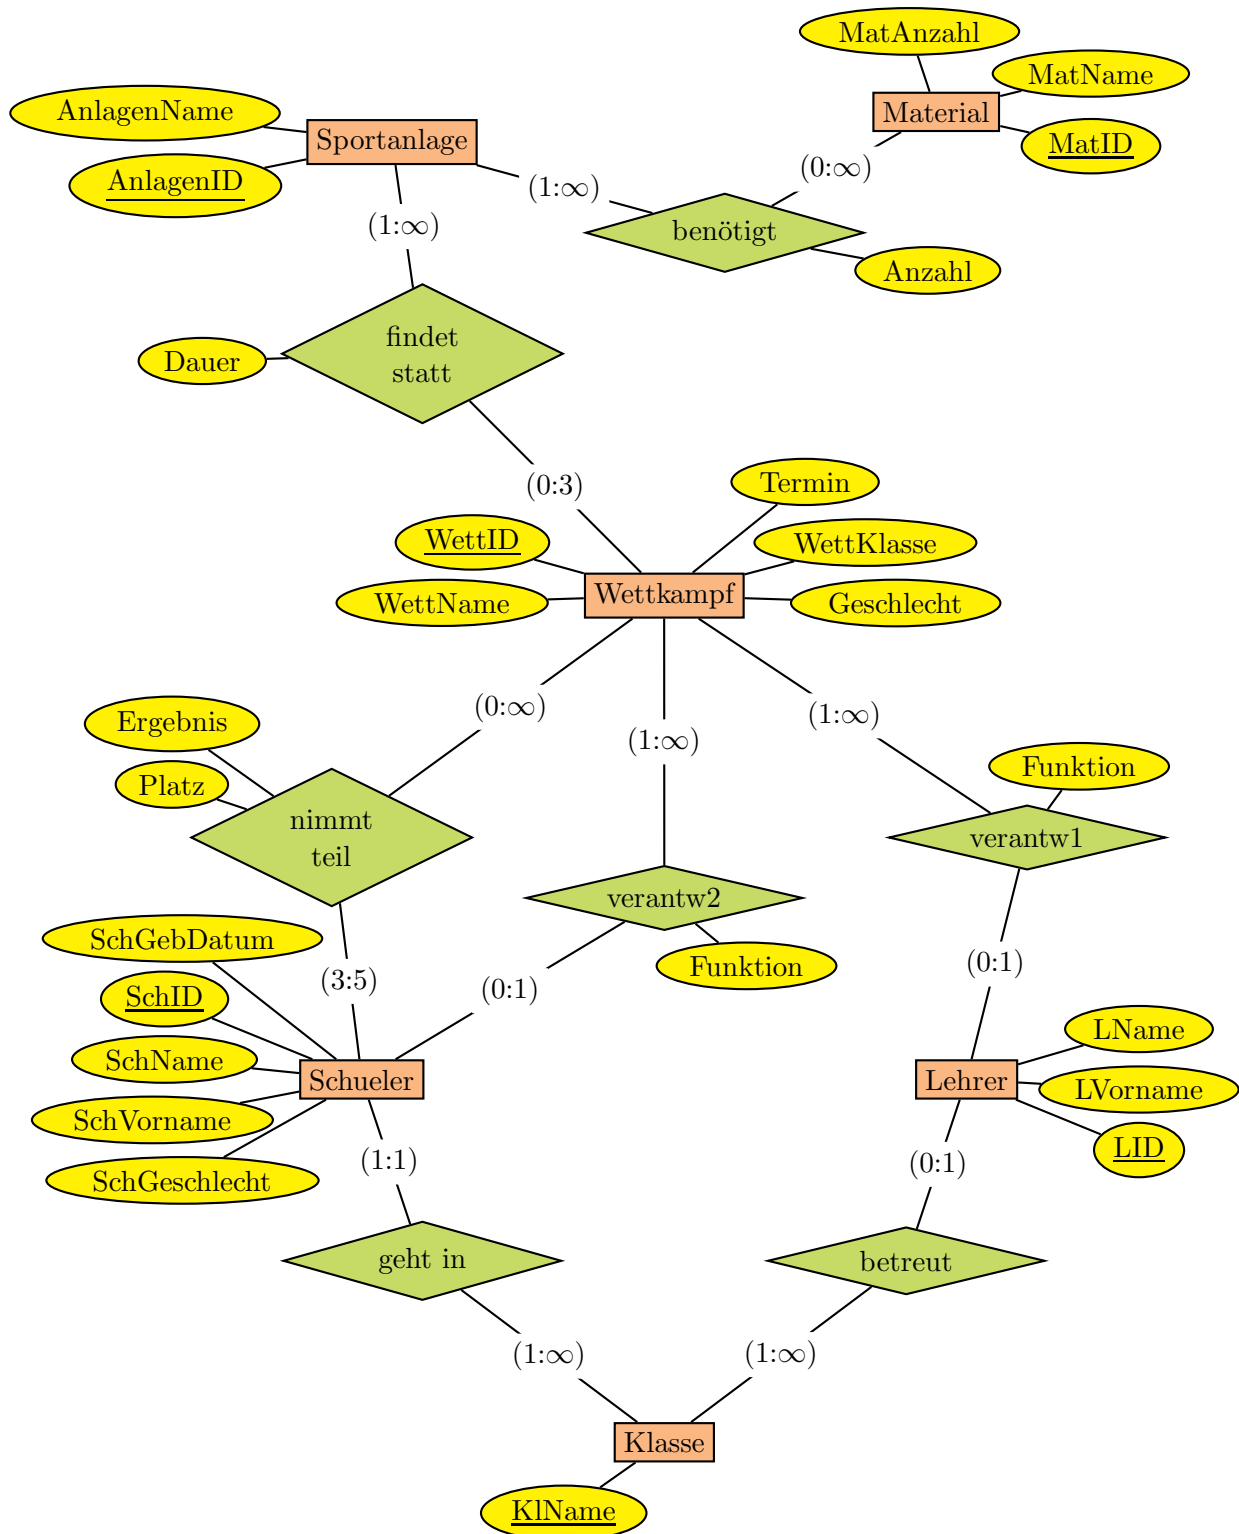 MatAnzahl
MatName
AnlagenName
Material
Sportanlage
MatID
(0:∞)
AnlagenID
(1:∞)
(1:∞)
benötigt
Anzahl
findet
statt
Dauer
(0:3)
Termin
WettID
WettKlasse
Wettkampf
WettName
Geschlecht
(0:∞)
(1:∞)
Ergebnis
(1:∞)
Funktion
Platz
nimmt
teil
verantw1
verantw2
SchGebDatum
(3:5)
(0:1)
Funktion
(0:1)
SchID
LName
SchName
Schueler
Lehrer
LVorname
SchVorname
LID
(1:1)
(0:1)
SchGeschlecht
geht in
betreut
(1:∞)
(1:∞)
Klasse
KlName